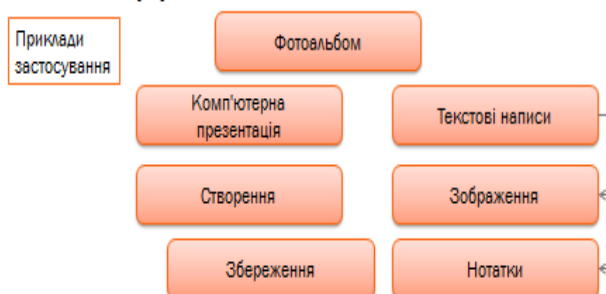 Приклади
застосування
Фотоальбом
Комп'ютерна
презентація
Текстові написи
Створення
Зображення
Збереження
Нотатки